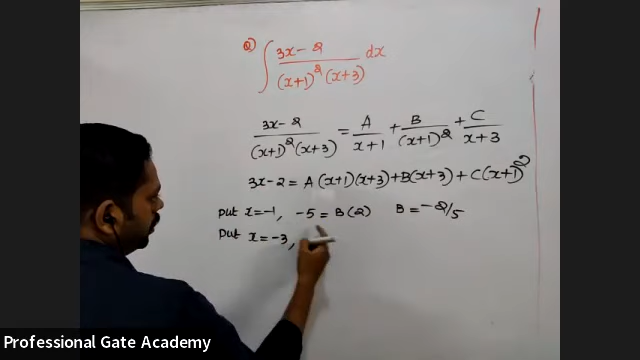 Q) ∫ 3x-2 / (x+1)² (x+3) dx
3x-2 / (x+1)² (x+3) = A / x+1 + B / (x+1)² + C / x+3
3x-2 = A (x+1)(x+3) + B(x+3) + C(x+1)²
put x=-1, -5 = B(2) B = -2/5
Put x=-3,
Professional Gate Academy